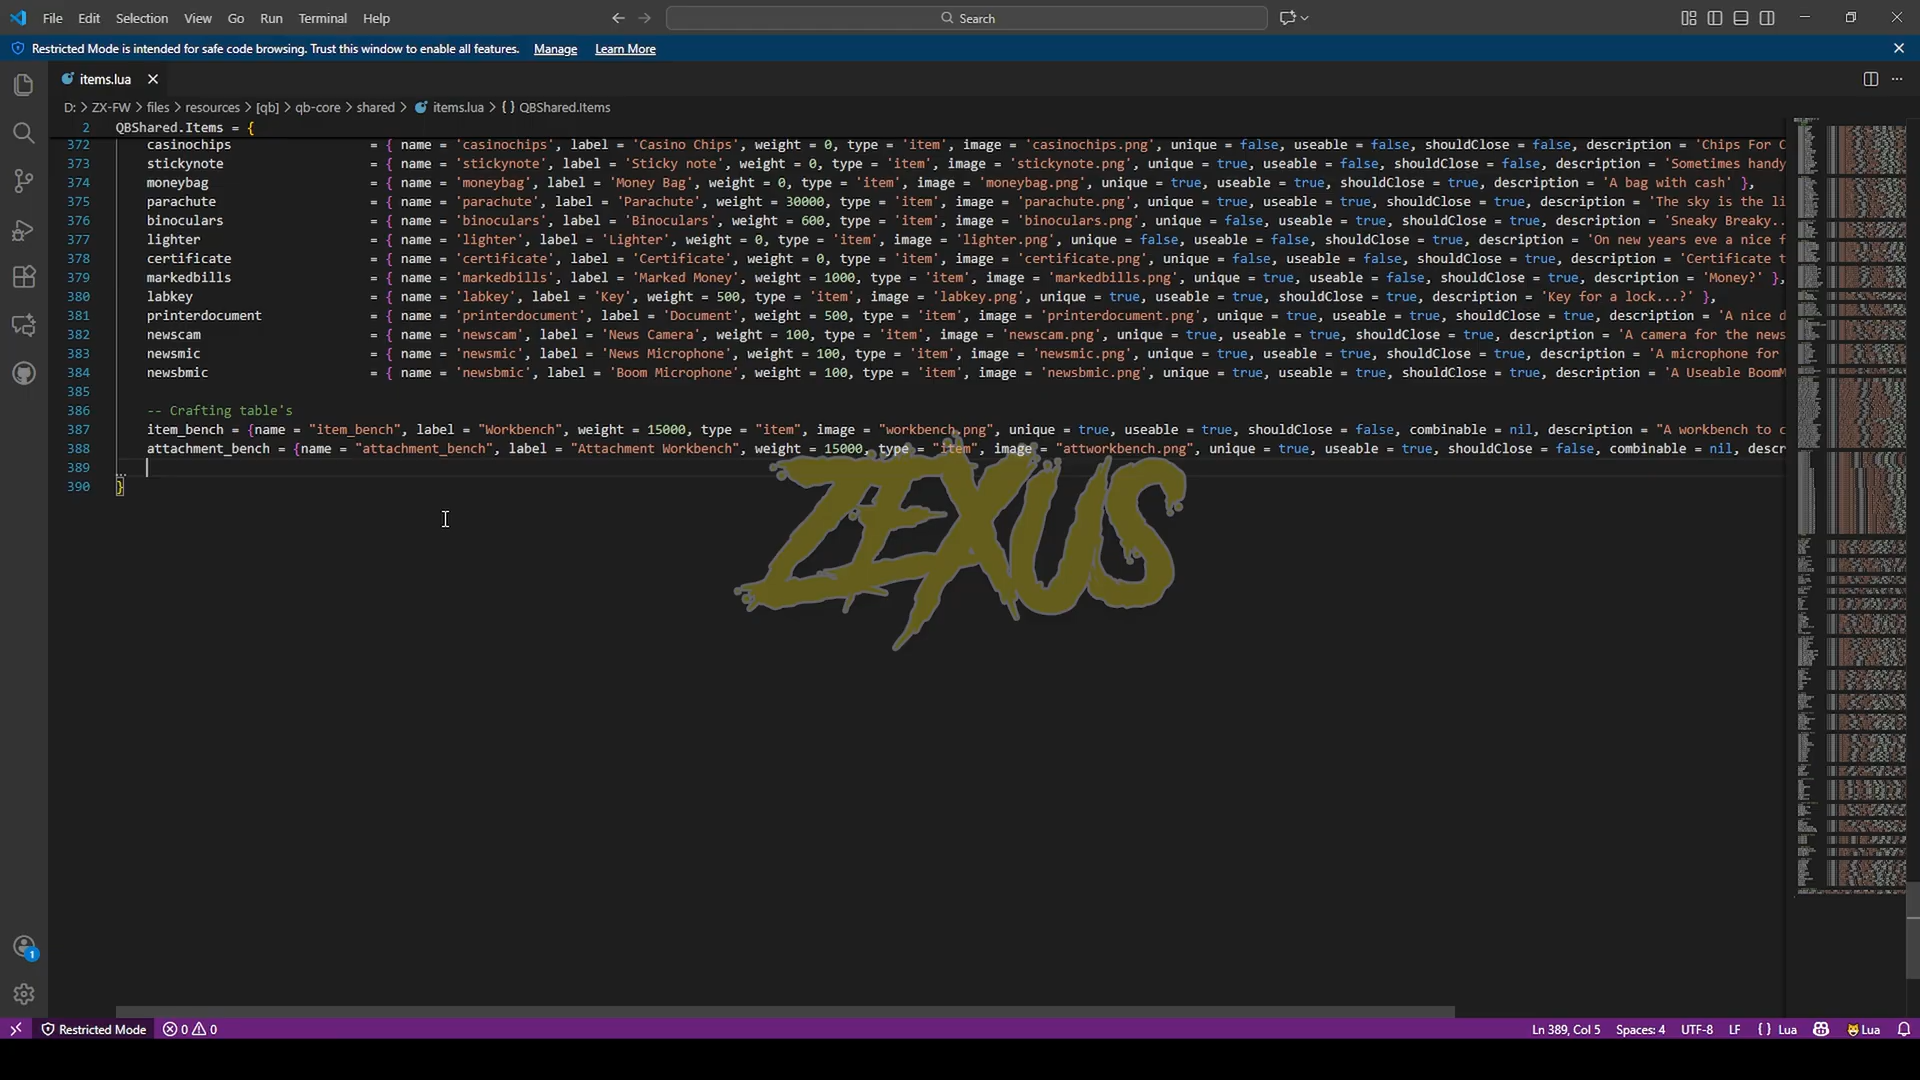 File Edit Selection View Go Run Terminal Help
Search
Restricted Mode is intended for safe code browsing. Trust this window to enable all features. Manage Learn More
items.lua
D: > ZX-FW > files > resources > [qb] > qb-core > shared > items.lua > { } QBShared.Items
2 QBShared.Items = {
372 casinochips = { name = 'casinochips', label = 'Casino Chips', weight = 0, type = 'item', image = 'casinochips.png', unique = false, useable = false, shouldClose = false, description = 'Chips For C
373 stickynote = { name = 'stickynote', label = 'Sticky note', weight = 0, type = 'item', image = 'stickynote.png', unique = true, useable = false, shouldClose = false, description = 'Sometimes handy
374 moneybag = { name = 'moneybag', label = 'Money Bag', weight = 0, type = 'item', image = 'moneybag.png', unique = true, useable = true, shouldClose = true, description = 'A bag with cash' },
375 parachute = { name = 'parachute', label = 'Parachute', weight = 30000, type = 'item', image = 'parachute.png', unique = true, useable = true, shouldClose = true, description = 'The sky is the li
376 binoculars = { name = 'binoculars', label = 'Binoculars', weight = 600, type = 'item', image = 'binoculars.png', unique = false, useable = true, shouldClose = true, description = 'Sneaky Breaky..
377 lighter = { name = 'lighter', label = 'Lighter', weight = 0, type = 'item', image = 'lighter.png', unique = false, useable = false, shouldClose = true, description = 'On new years eve a nice f
378 certificate = { name = 'certificate', label = 'Certificate', weight = 0, type = 'item', image = 'certificate.png', unique = false, useable = false, shouldClose = true, description = 'Certificate t
379 markedbills = { name = 'markedbills', label = 'Marked Money', weight = 1000, type = 'item', image = 'markedbills.png', unique = true, useable = false, shouldClose = true, description = 'Money?' },
380 labkey = { name = 'labkey', label = 'Key', weight = 500, type = 'item', image = 'labkey.png', unique = true, useable = true, shouldClose = true, description = 'Key for a lock...?' },
381 printerdocument = { name = 'printerdocument', label = 'Document', weight = 500, type = 'item', image = 'printerdocument.png', unique = true, useable = true, shouldClose = true, description = 'A nice d
382 newscam = { name = 'newscam', label = 'News Camera', weight = 100, type = 'item', image = 'newscam.png', unique = true, useable = true, shouldClose = true, description = 'A camera for the news
383 newsmic = { name = 'newsmic', label = 'News Microphone', weight = 100, type = 'item', image = 'newsmic.png', unique = true, useable = true, shouldClose = true, description = 'A microphone for
384 newsbmic = { name = 'newsbmic', label = 'Boom Microphone', weight = 100, type = 'item', image = 'newsbmic.png', unique = true, useable = true, shouldClose = true, description = 'A Useable BoomM
385
386 -- Crafting table's
387 item_bench = {name = "item_bench", label = "Workbench", weight = 15000, type = "item", image = "workbench.png", unique = true, useable = true, shouldClose = false, combinable = nil, description = "A workbench to c
388 attachment_bench = {name = "attachment_bench", label = "Attachment Workbench", weight = 15000, type = "item", image = "attworkbench.png", unique = true, useable = true, shouldClose = false, combinable = nil, descr
389
390 }
ZEXUS
1
Restricted Mode 0 0 Ln 389, Col 5 Spaces: 4 UTF-8 LF { } Lua Lua